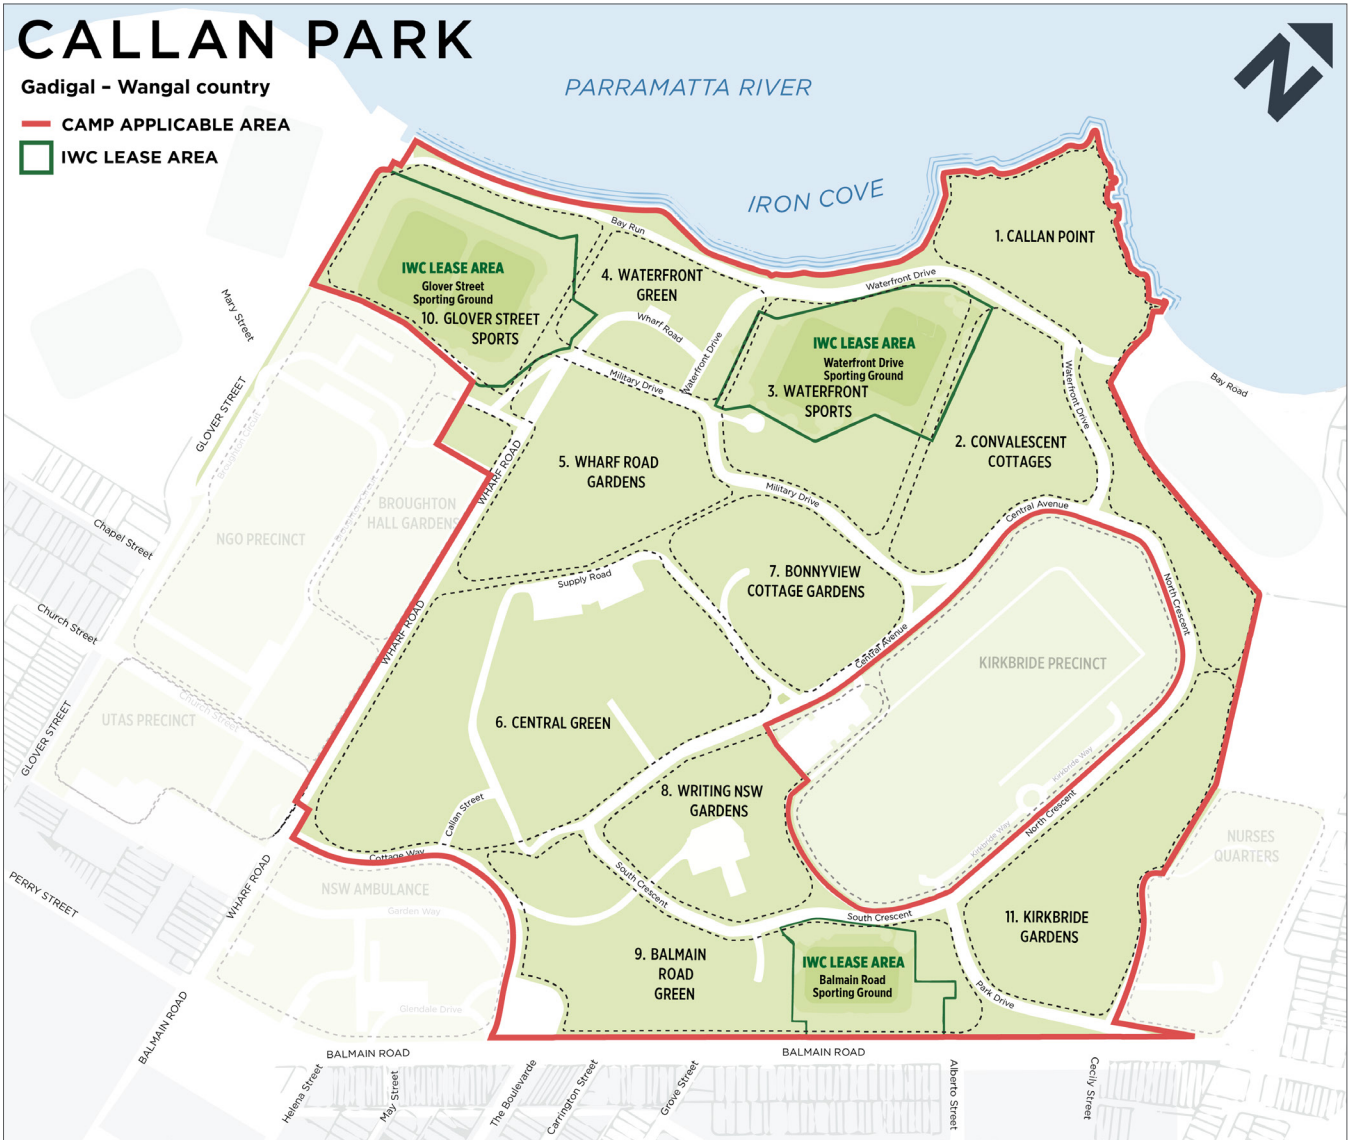 CALLAN PARK
Gadigal – Wangal country
CAMP APPLICABLE AREA
IWC LEASE AREA
N
PARRAMATTA RIVER
IRON COVE
Bay Run
Waterfront Drive
1. CALLAN POINT
IWC LEASE AREA
Glover Street
Sporting Ground
10. GLOVER STREET
SPORTS
4. WATERFRONT
GREEN
Wharf Road
Waterfront Drive
Military Drive
IWC LEASE AREA
Waterfront Drive
Sporting Ground
3. WATERFRONT
SPORTS
Waterfront Drive
Bay Road
Mary Street
GLOVER STREET
Broughton Circuit
2. CONVALESCENT
COTTAGES
5. WHARF ROAD
GARDENS
WHARF ROAD
Military Drive
Central Avenue
BROUGHTON
HALL GARDENS
NGO PRECINCT
Chapel Street
Church Street
Supply Road
7. BONNYVIEW
COTTAGE GARDENS
North Crescent
WHARF ROAD
Central Avenue
KIRKBRIDE PRECINCT
UTAS PRECINCT
Church Street
GLOVER STREET
6. CENTRAL GREEN
Kirkbride Way
8. WRITING NSW
GARDENS
Callan Street
North Crescent
Kirkbride Way
NURSES
QUARTERS
Cottage Way
NSW AMBULANCE
Garden Way
South Crescent
South Crescent
PERRY STREET
WHARF ROAD
11. KIRKBRIDE
GARDENS
9. BALMAIN
ROAD
GREEN
IWC LEASE AREA
Balmain Road
Sporting Ground
Park Drive
Glendale Drive
BALMAIN ROAD
BALMAIN ROAD
BALMAIN ROAD
Helena Street
May Street
The Boulevarde
Carrington Street
Grove Street
Alberto Street
Cecily Street